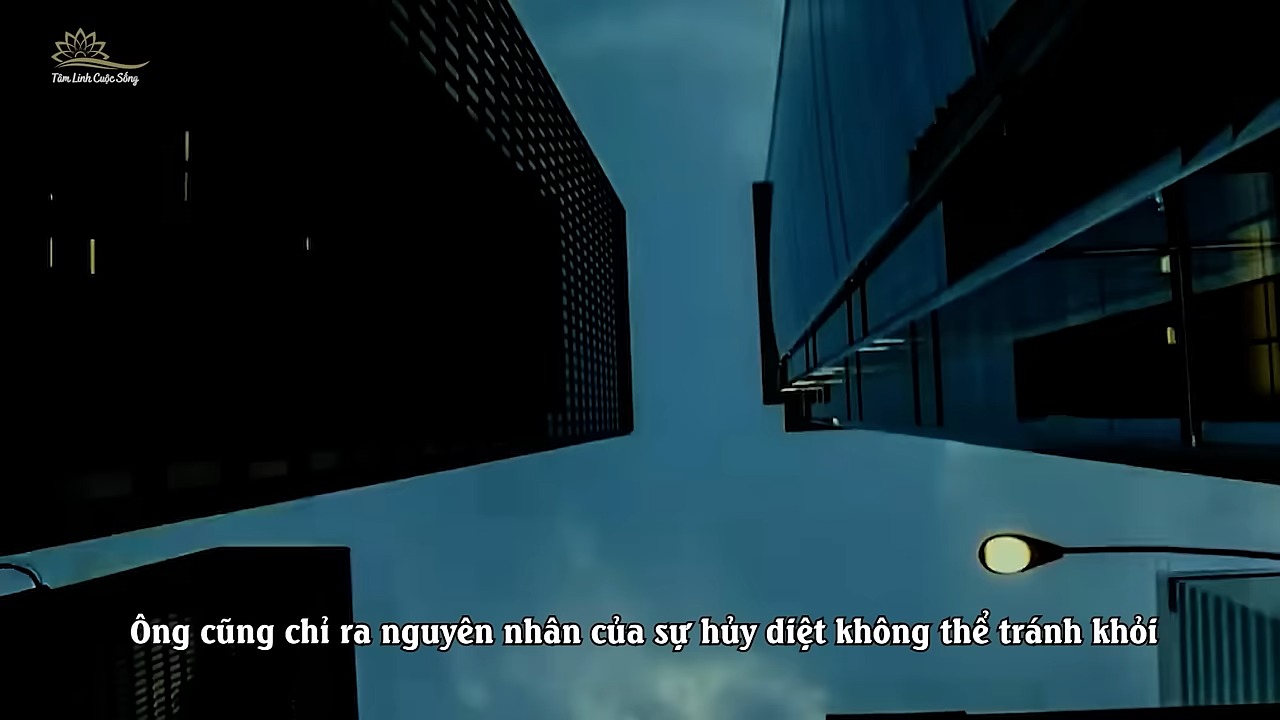 Tâm Linh Cuộc Sống
Ông cũng chỉ ra nguyên nhân của sự hủy diệt không thể tránh khỏi